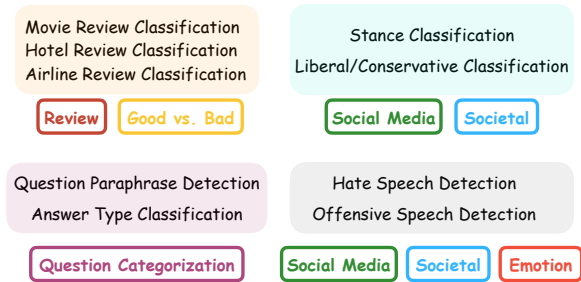 Movie Review Classification
Hotel Review Classification
Airline Review Classification
Review
Good vs. Bad
Stance Classification
Liberal/Conservative Classification
Social Media
Societal
Question Paraphrase Detection
Answer Type Classification
Question Categorization
Hate Speech Detection
Offensive Speech Detection
Social Media
Societal
Emotion